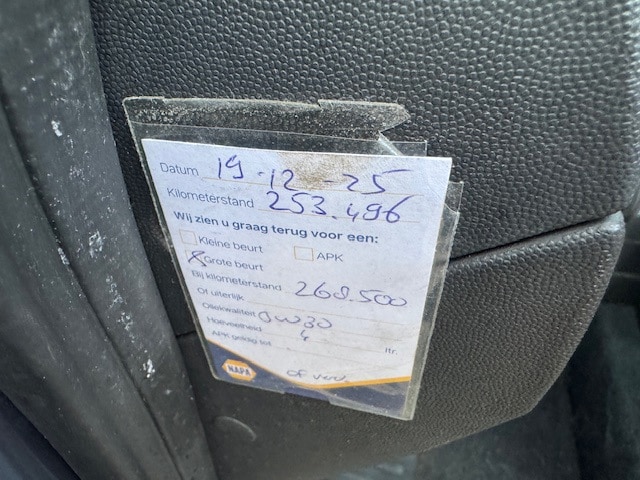 Datum 19-12-25
Kilometerstand 253.496
Wij zien u graag terug voor een:
Kleine beurt APK
Grote beurt
Bij kilometerstand 268.500
Of uiterlijk
Oliekwaliteit 0W30
Hoeveelheid 4 ltr.
APK geldig tot
NAPA